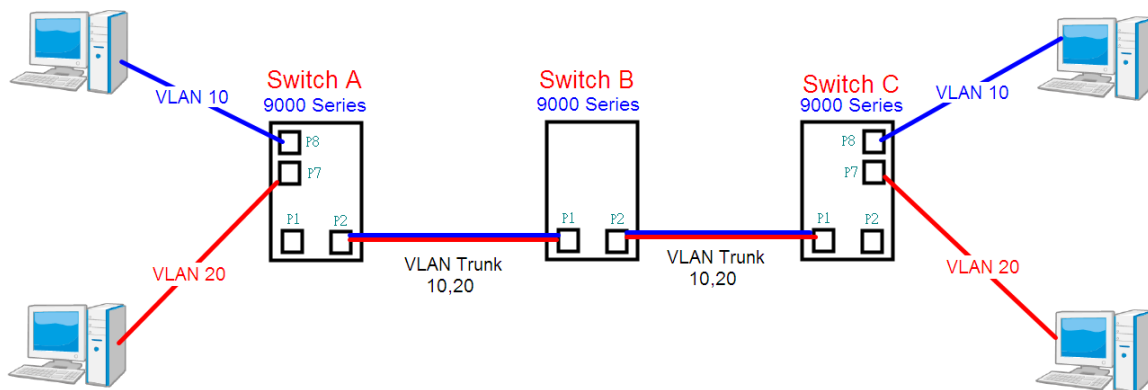 Switch A
9000 Series
Switch B
9000 Series
Switch C
9000 Series
VLAN 10
VLAN 10
P8
P7
P1
P2
P1
P2
P8
P7
P1
P2
VLAN 20
VLAN Trunk
10,20
VLAN Trunk
10,20
VLAN 20